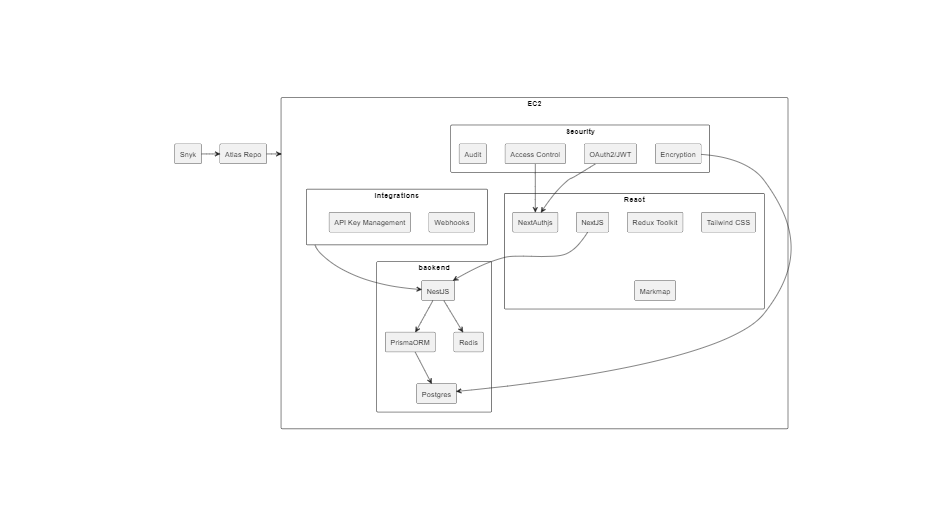 EC2
Security
Snyk
Atlas Repo
Audit
Access Control
OAuth2/JWT
Encryption
Integrations
React
API Key Management
Webhooks
NextAuthjs
NextJS
Redux Toolkit
Tailwind CSS
backend
NestJS
Markmap
PrismaORM
Redis
Postgres